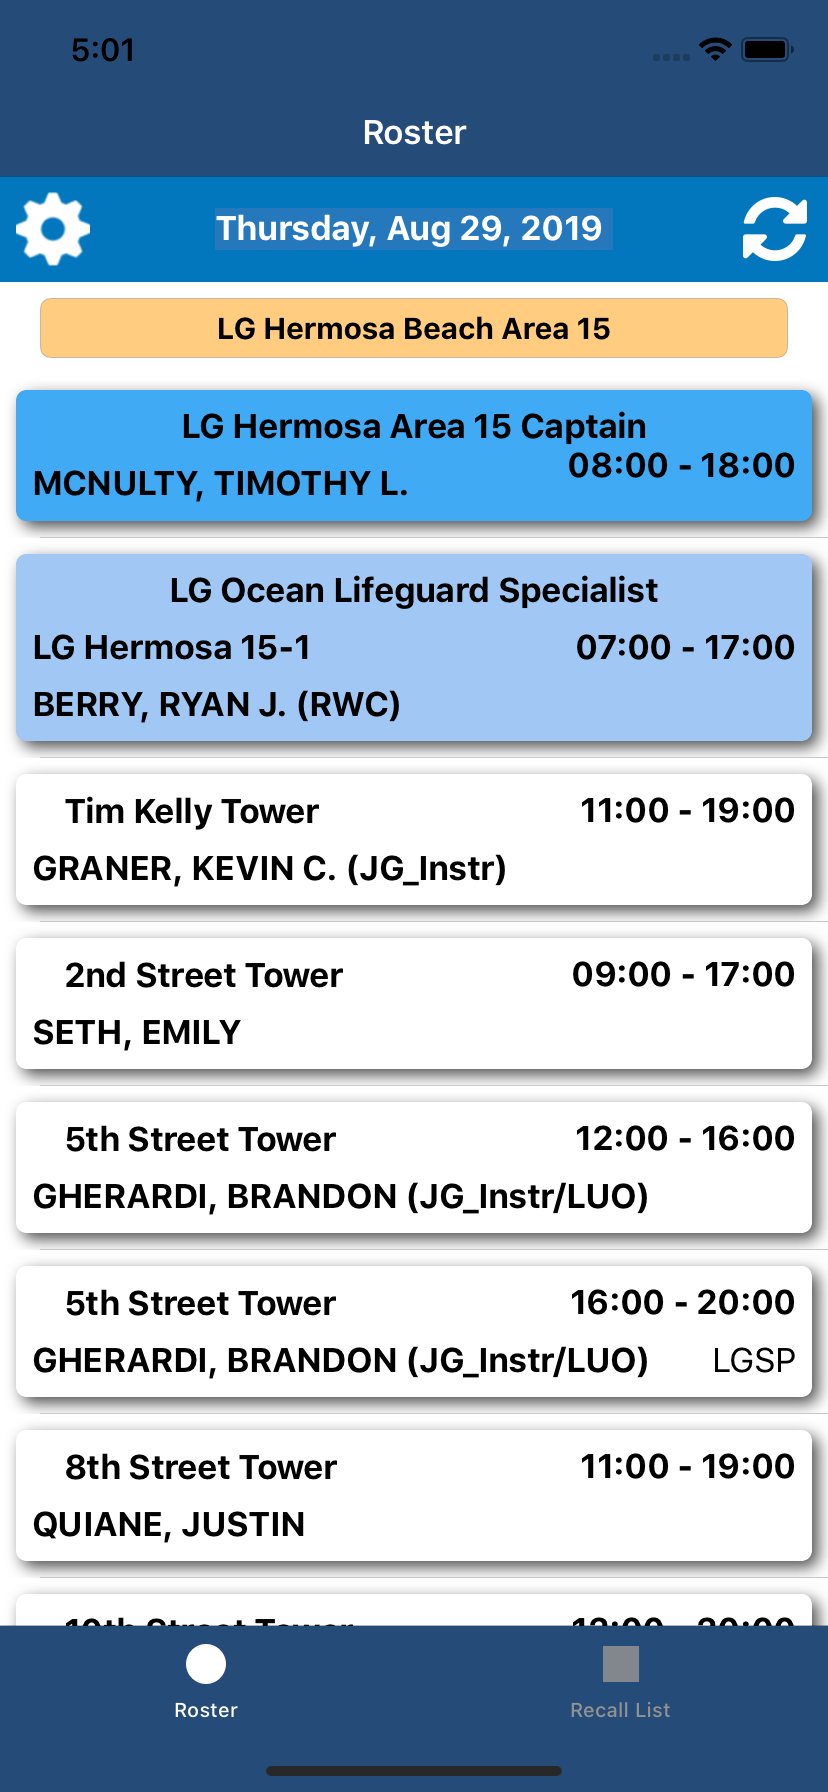 5:01
Roster
Thursday, Aug 29, 2019
LG Hermosa Beach Area 15
LG Hermosa Area 15 Captain
08:00 - 18:00
MCNULTY, TIMOTHY L.
LG Ocean Lifeguard Specialist
LG Hermosa 15-1 07:00 - 17:00
BERRY, RYAN J. (RWC)
Tim Kelly Tower 11:00 - 19:00
GRANER, KEVIN C. (JG_Instr)
2nd Street Tower 09:00 - 17:00
SETH, EMILY
5th Street Tower 12:00 - 16:00
GHERARDI, BRANDON (JG_Instr/LUO)
5th Street Tower 16:00 - 20:00
GHERARDI, BRANDON (JG_Instr/LUO) LGSP
8th Street Tower 11:00 - 19:00
QUIANE, JUSTIN
10th Street Tower
Roster Recall List